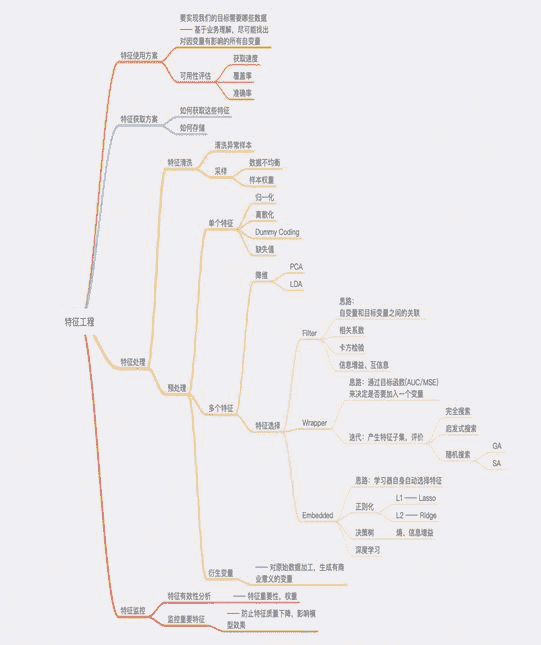 要实现我们的目标需要哪些数据
—— 基于业务理解，尽可能找出
对因变量有影响的所有自变量
特征使用方案
获取速度
可用性评估
覆盖率
准确率
如何获取这些特征
特征获取方案
如何存储
清洗异常样本
特征清洗
数据不均衡
采样
样本权重
归一化
离散化
单个特征
Dummy Coding
缺失值
PCA
降维
LDA
特征工程
思路：
自变量和目标变量之间的关联
Filter
相关系数
卡方检验
信息增益、互信息
特征处理
预处理
思路：通过目标函数(AUC/MSE)
来决定是否要加入一个变量
多个特征
完全搜索
Wrapper
特征选择
启发式搜索
迭代：产生特征子集，评价
GA
随机搜索
SA
思路：学习器自身自动选择特征
L1 —— Lasso
正则化
Embedded
L2 —— Ridge
决策树
熵、信息增益
深度学习
—— 对原始数据加工，生成有商
业意义的变量
衍生变量
特征有效性分析
—— 特征重要性，权重
特征监控
—— 防止特征质量下降，影响模
型效果
监控重要特征